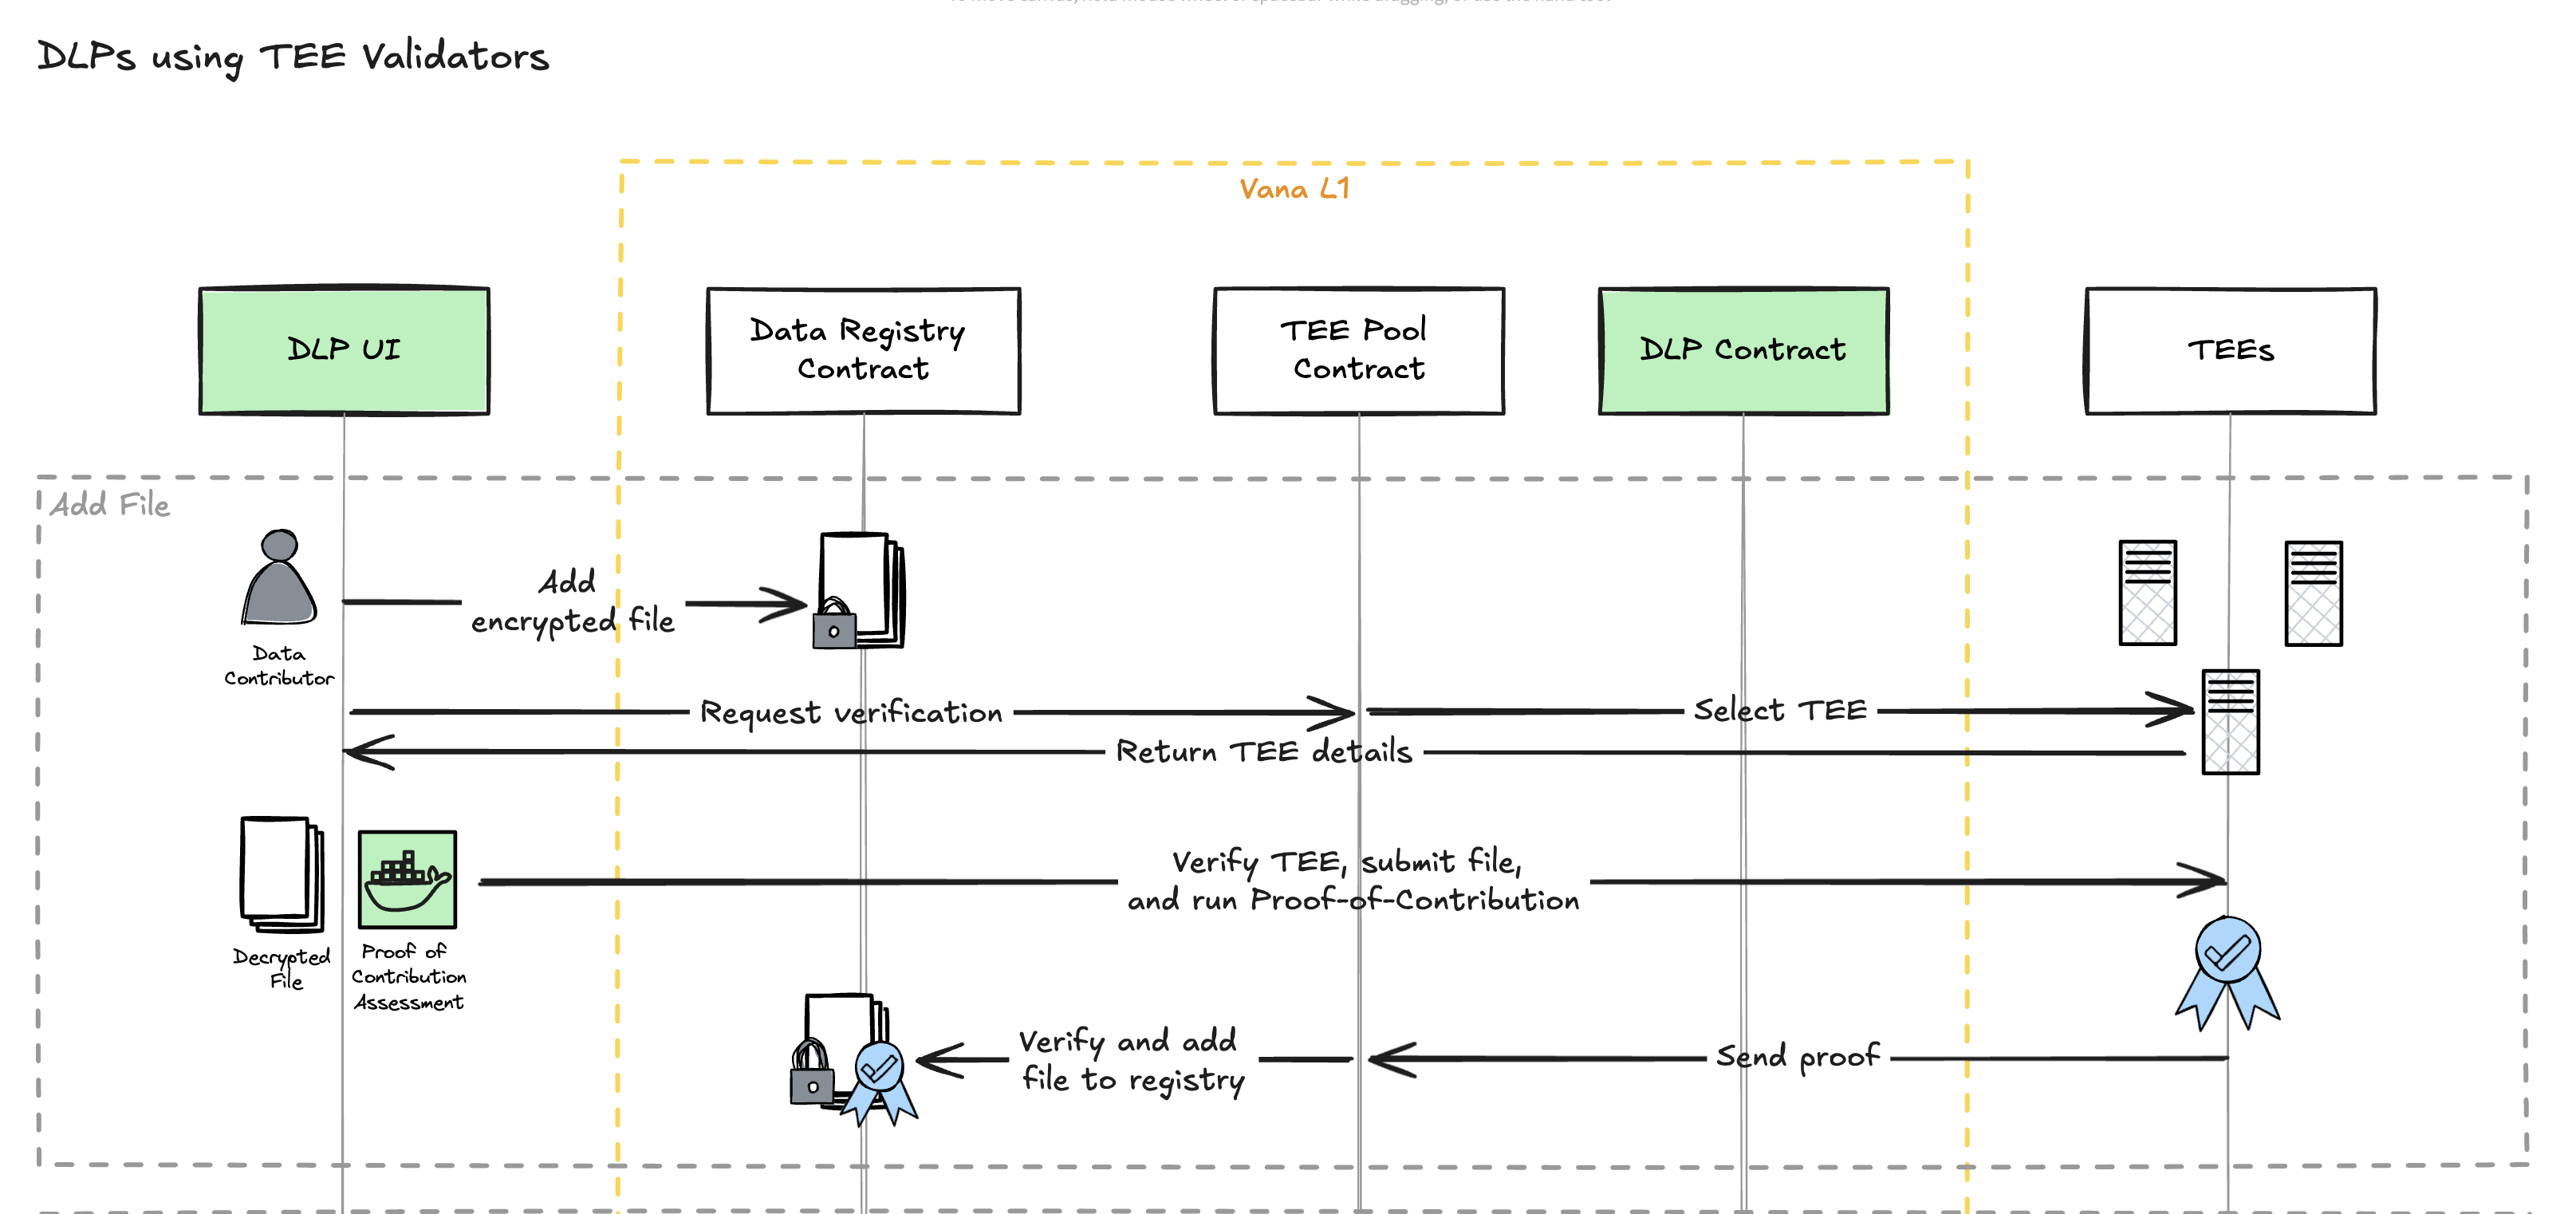 DLPs using TEE Validators
Vana L1
DLP UI
Data Registry
Contract
TEE Pool
Contract
DLP Contract
TEEs
Add File
Add
encrypted file
Data
Contributor
Request verification
Select TEE
Return TEE details
Verify TEE, submit file,
and run Proof-of-Contribution
Decrypted
File
Proof of
Contribution
Assessment
Verify and add
file to registry
Send proof